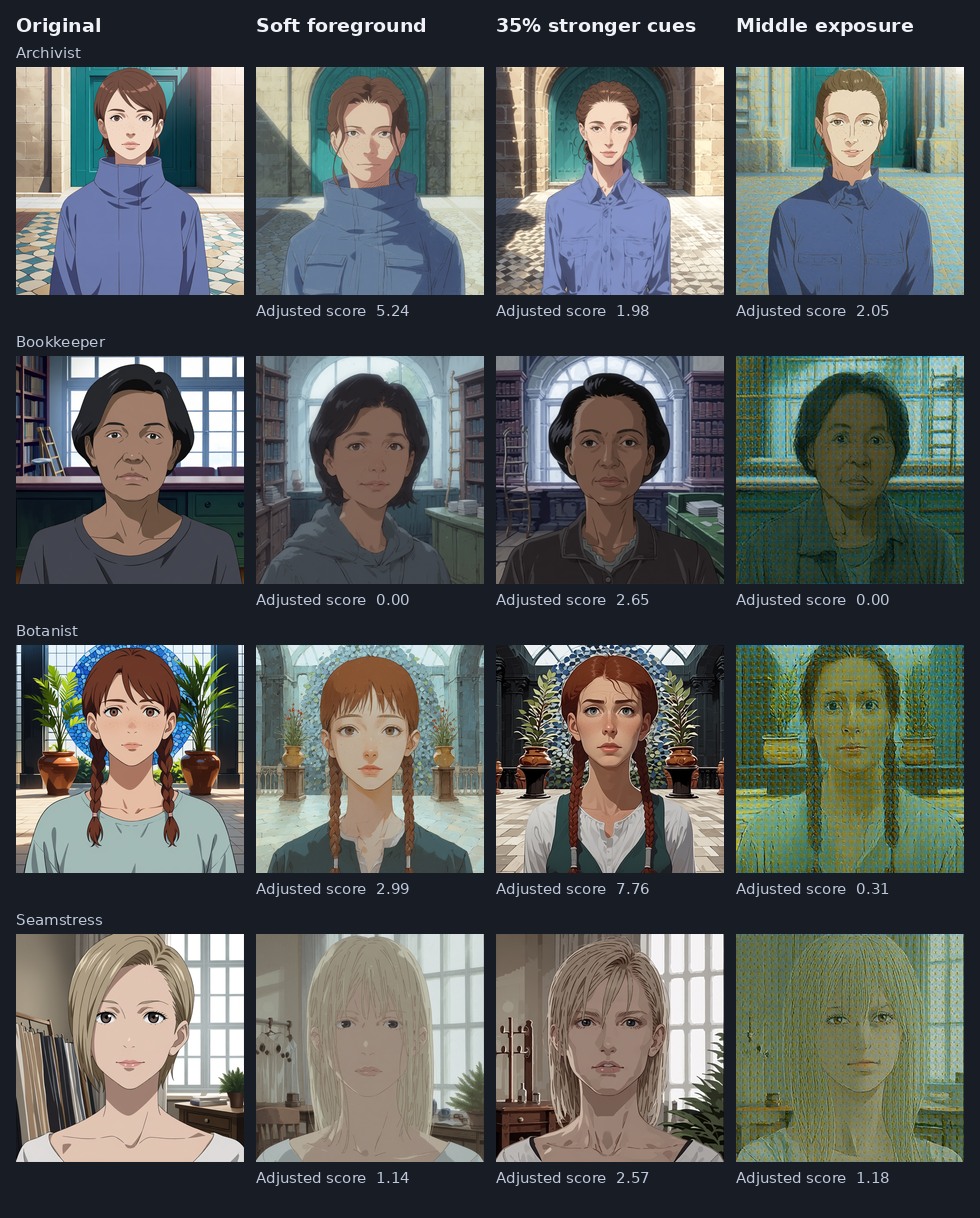 Original Soft foreground 35% stronger cues Middle exposure
Archivist
Adjusted score 5.24 Adjusted score 1.98 Adjusted score 2.05
Bookkeeper
Adjusted score 0.00 Adjusted score 2.65 Adjusted score 0.00
Botanist
Adjusted score 2.99 Adjusted score 7.76 Adjusted score 0.31
Seamstress
Adjusted score 1.14 Adjusted score 2.57 Adjusted score 1.18